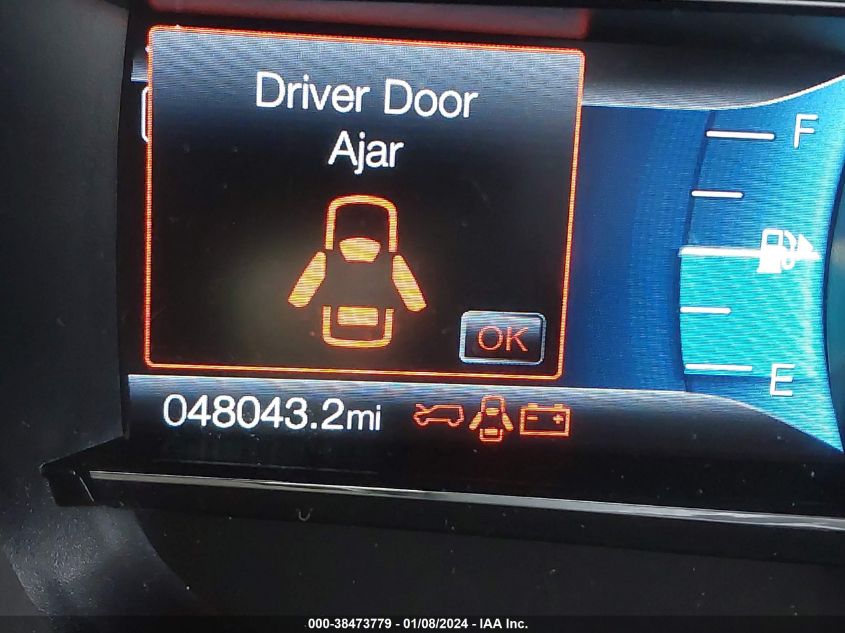 Driver Door
Ajar
OK
F
E
048043.2mi
000-38473779 - 01/08/2024 - IAA Inc.